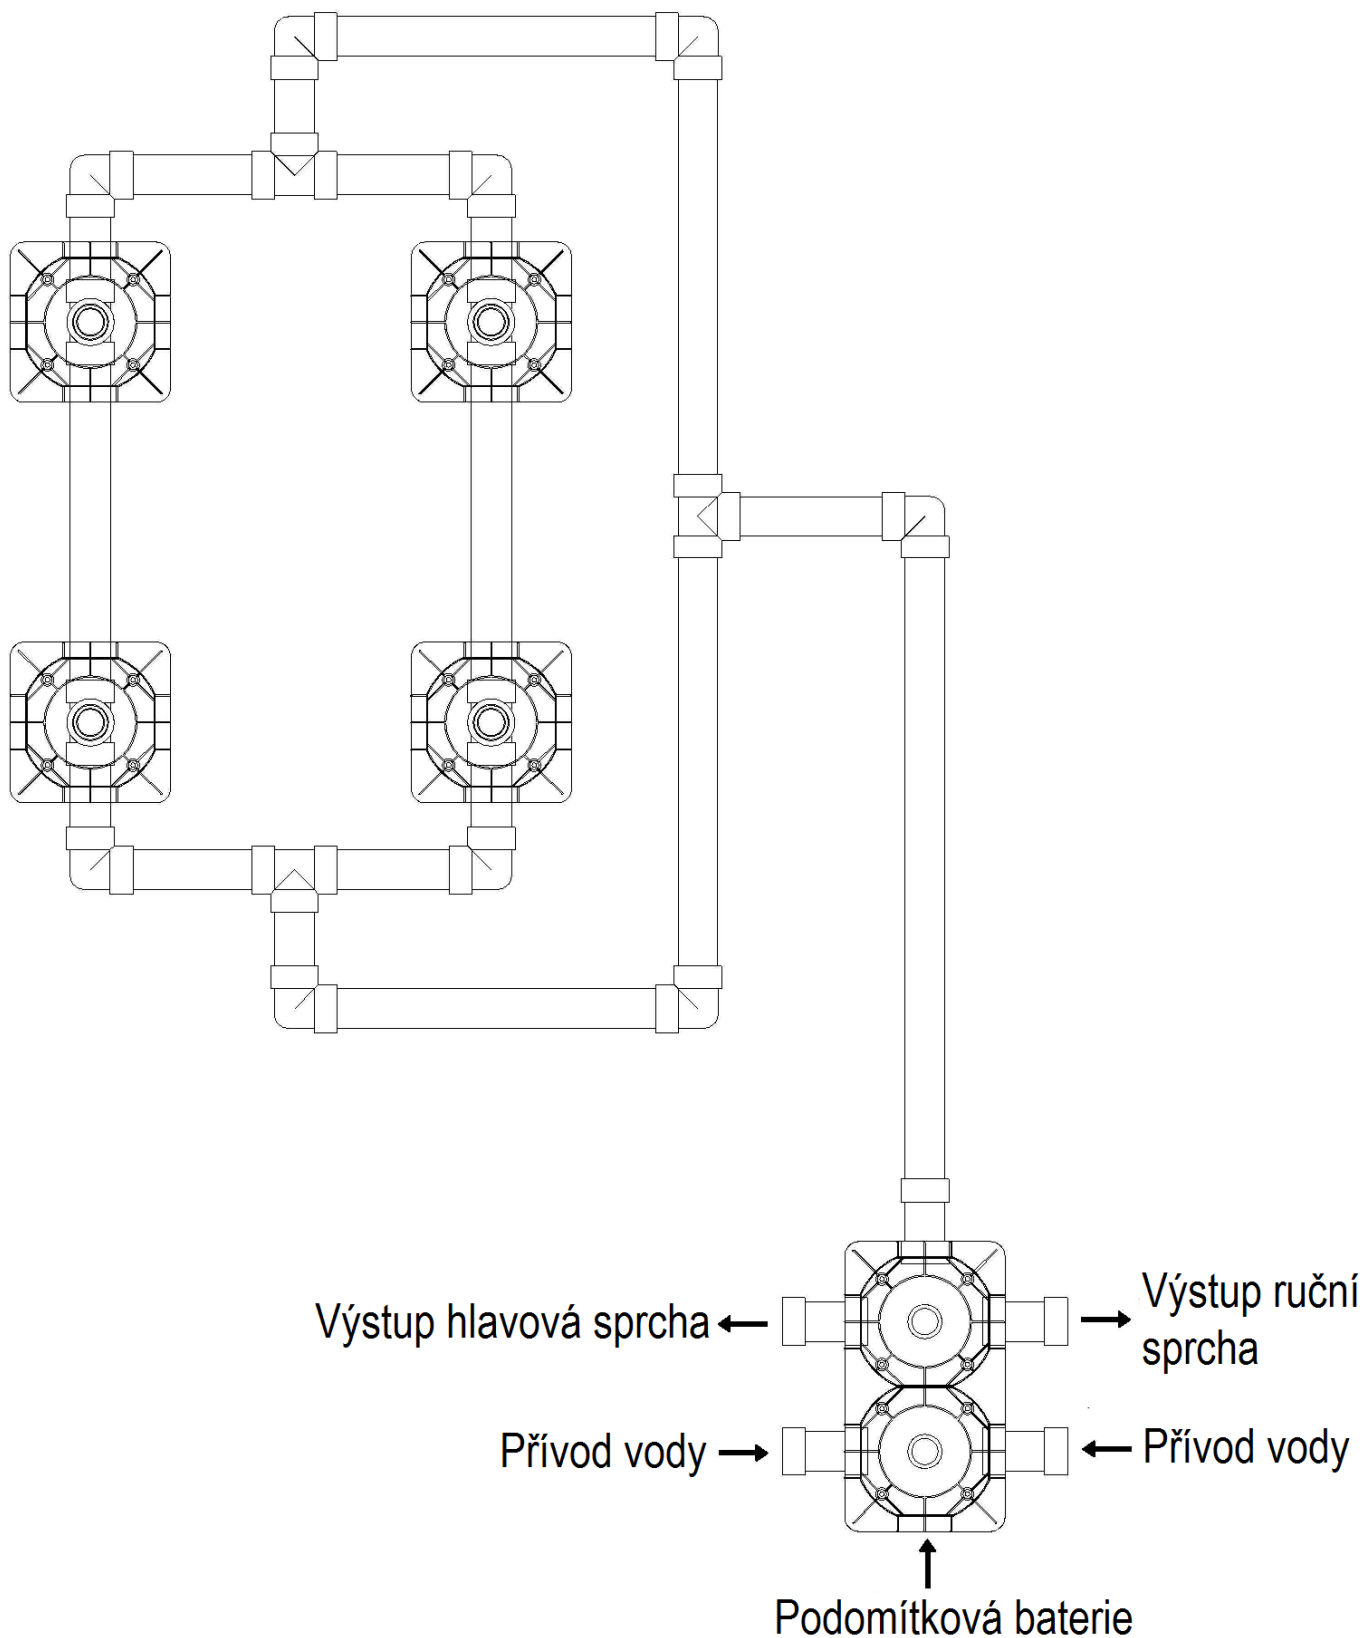 Výstup hlavová sprcha
Výstup ruční
sprcha
Přívod vody
Přívod vody
Podomítková baterie